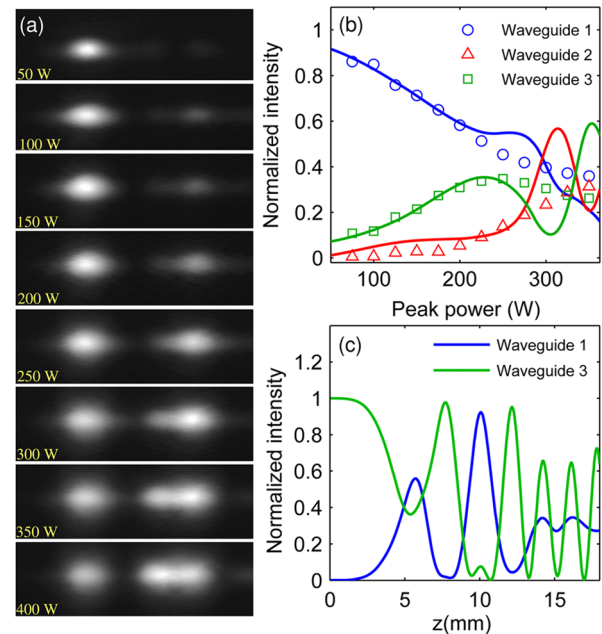 (a)
50 W
100 W
150 W
200 W
250 W
300 W
350 W
400 W
(b)
Waveguide 1
Waveguide 2
Waveguide 3
Normalized intensity
1
0.8
0.6
0.4
0.2
0
100
200
300
Peak power (W)
(c)
Waveguide 1
Waveguide 3
Normalized intensity
1.2
1
0.8
0.6
0.4
0.2
0
0
5
10
15
z(mm)